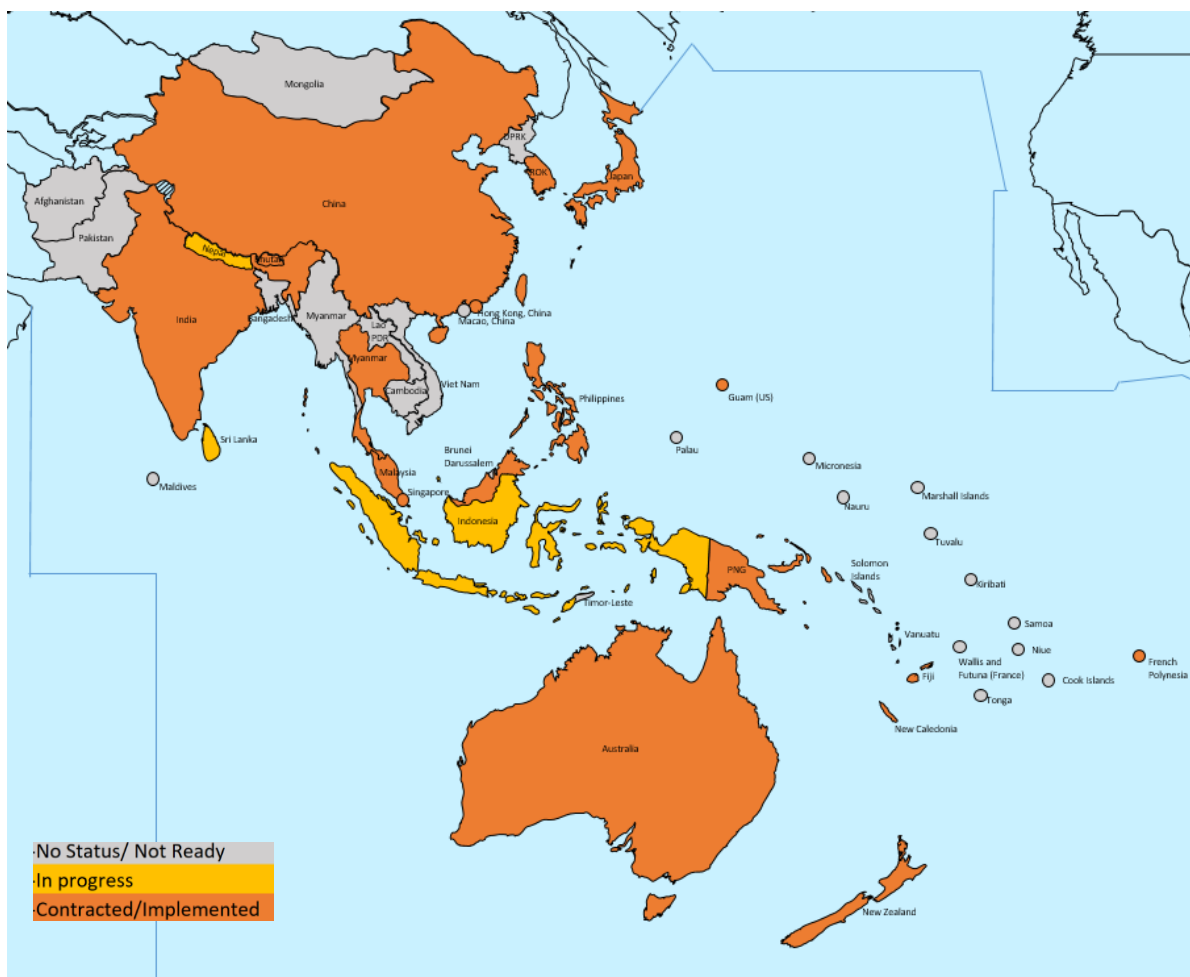 Mongolia
DPRK
ROK
Japan
Afghanistan
Pakistan
China
Nepal
Bhutan
India
Bangladesh
Myanmar
Lao
PDR
Hong Kong, China
Macao, China
Myanmar
Cambodia
Viet Nam
Philippines
Guam (US)
Sri Lanka
Palau
Brunei
Darussalem
Micronesia
Maldives
Malaysia
Singapore
Marshall Islands
Nauru
Indonesia
Tuvalu
Solomon
Islands
PNG
Kiribati
Timor-Leste
Samoa
Vanuatu
Niue
Wallis and
Futuna (France)
French
Polynesia
Fiji
Cook Islands
Tonga
New Caledonia
Australia
-No Status/ Not Ready
-In progress
-Contracted/Implemented
New Zealand